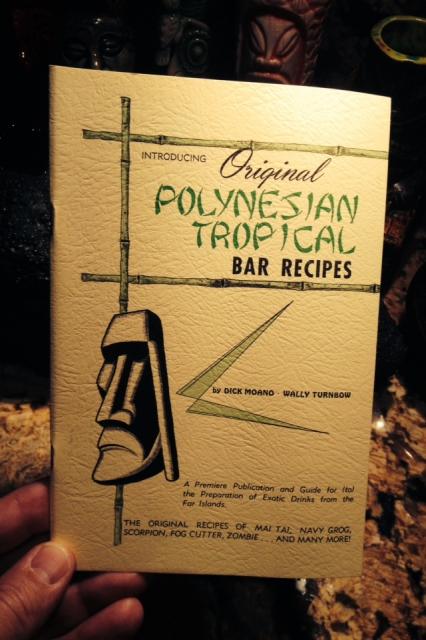 INTRODUCING Original
POLYNESIAN
TROPICAL
BAR RECIPES
by DICK MOANO - WALLY TURNBOW
A Premiere Publication and Guide for (to)
the Preparation of Exotic Drinks from the
Far Islands.
THE ORIGINAL RECIPES OF MAI TAI, NAVY GROG,
SCORPION, FOG CUTTER, ZOMBIE . . . AND MANY MORE!